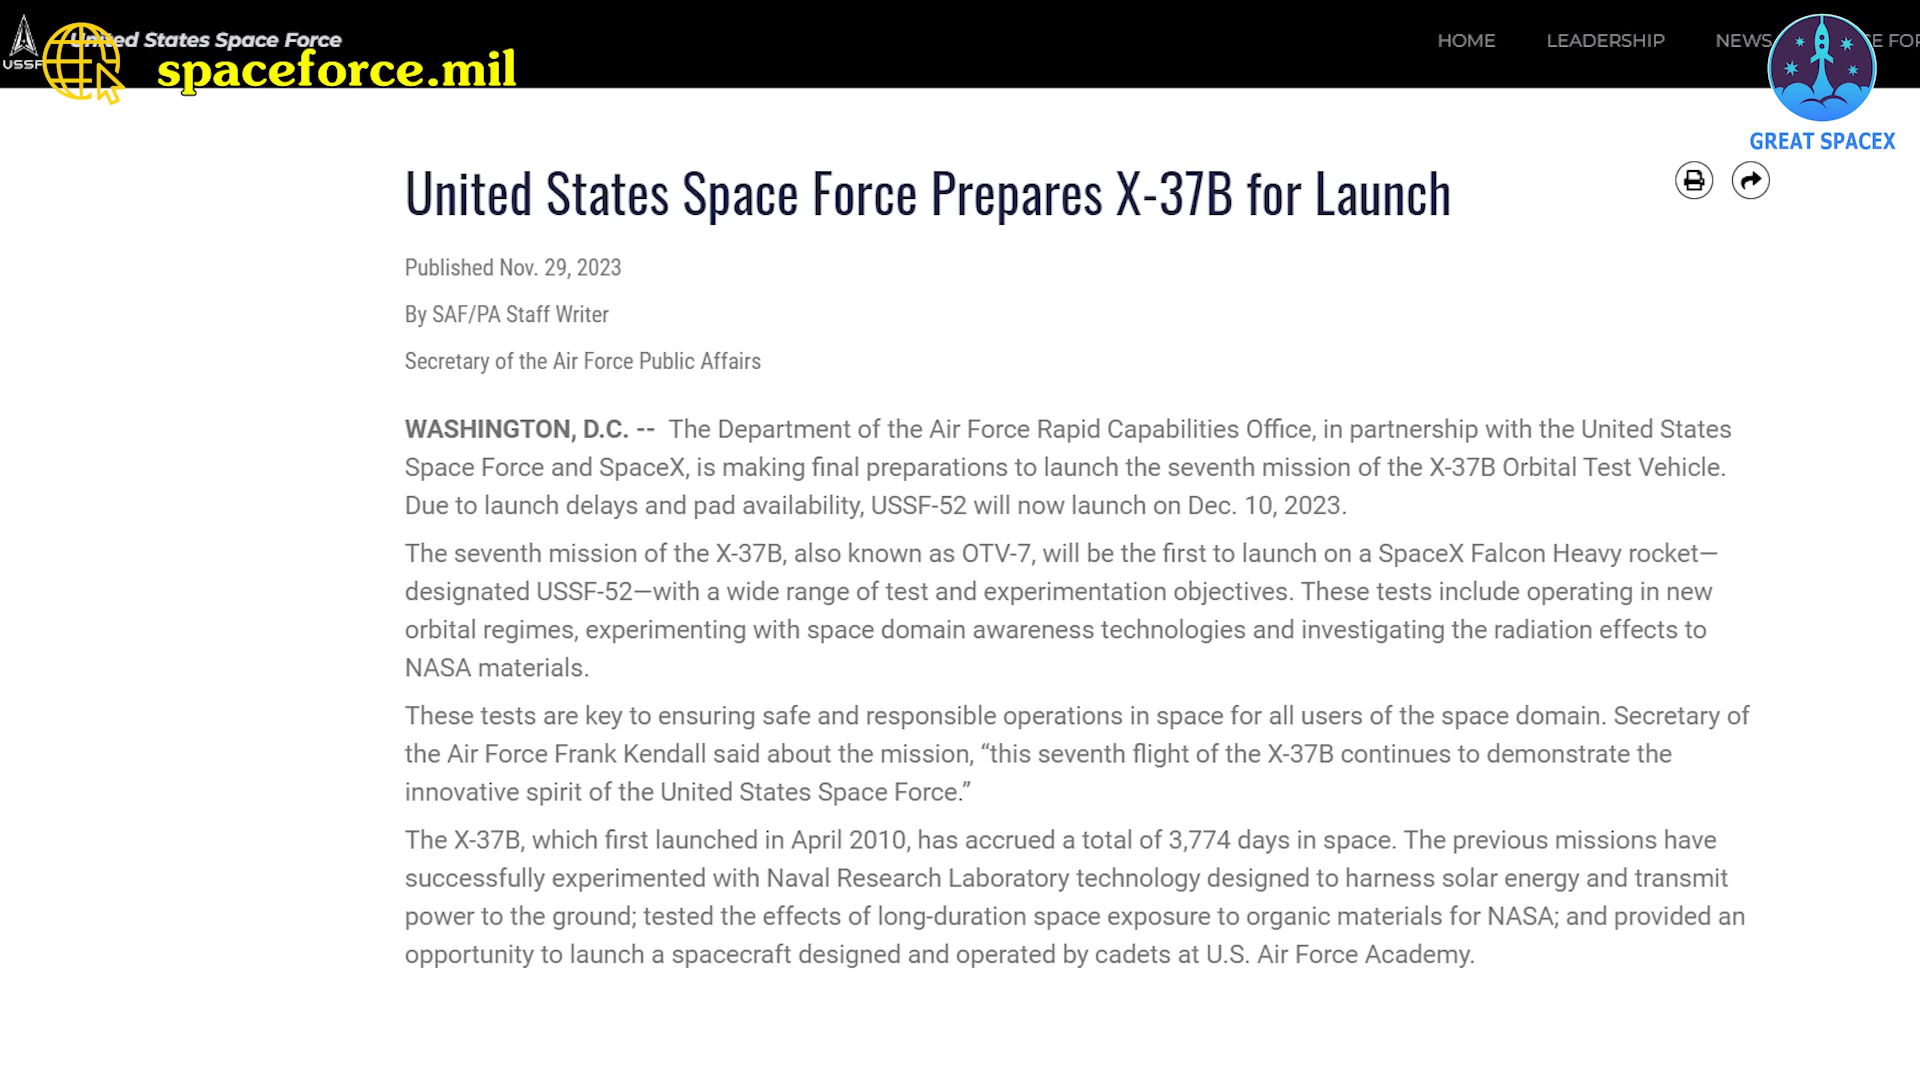 United States Space Force
USSF
spaceforce.mil
HOME LEADERSHIP NEWS
GREAT SPACEX
United States Space Force Prepares X-37B for Launch
Published Nov. 29, 2023
By SAF/PA Staff Writer
Secretary of the Air Force Public Affairs
WASHINGTON, D.C. -- The Department of the Air Force Rapid Capabilities Office, in partnership with the United States
Space Force and SpaceX, is making final preparations to launch the seventh mission of the X-37B Orbital Test Vehicle.
Due to launch delays and pad availability, USSF-52 will now launch on Dec. 10, 2023.
The seventh mission of the X-37B, also known as OTV-7, will be the first to launch on a SpaceX Falcon Heavy rocket—
designated USSF-52—with a wide range of test and experimentation objectives. These tests include operating in new
orbital regimes, experimenting with space domain awareness technologies and investigating the radiation effects to
NASA materials.
These tests are key to ensuring safe and responsible operations in space for all users of the space domain. Secretary of
the Air Force Frank Kendall said about the mission, “this seventh flight of the X-37B continues to demonstrate the
innovative spirit of the United States Space Force.”
The X-37B, which first launched in April 2010, has accrued a total of 3,774 days in space. The previous missions have
successfully experimented with Naval Research Laboratory technology designed to harness solar energy and transmit
power to the ground; tested the effects of long-duration space exposure to organic materials for NASA; and provided an
opportunity to launch a spacecraft designed and operated by cadets at U.S. Air Force Academy.